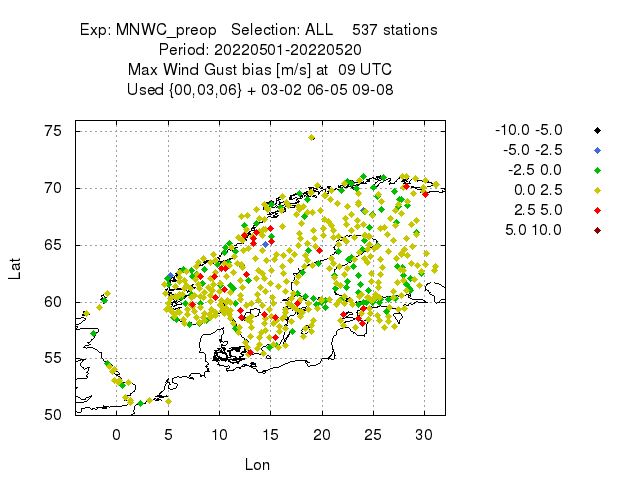 Exp: MNWC_preop   Selection: ALL    537 stations
Period: 20220501-20220520
Max Wind Gust bias [m/s] at  09 UTC
Used {00,03,06} + 03-02 06-05 09-08
-10.0 -5.0
-5.0 -2.5
-2.5 0.0
0.0 2.5
2.5 5.0
5.0 10.0
75
70
65
60
55
50
Lat
0 5 10 15 20 25 30
Lon